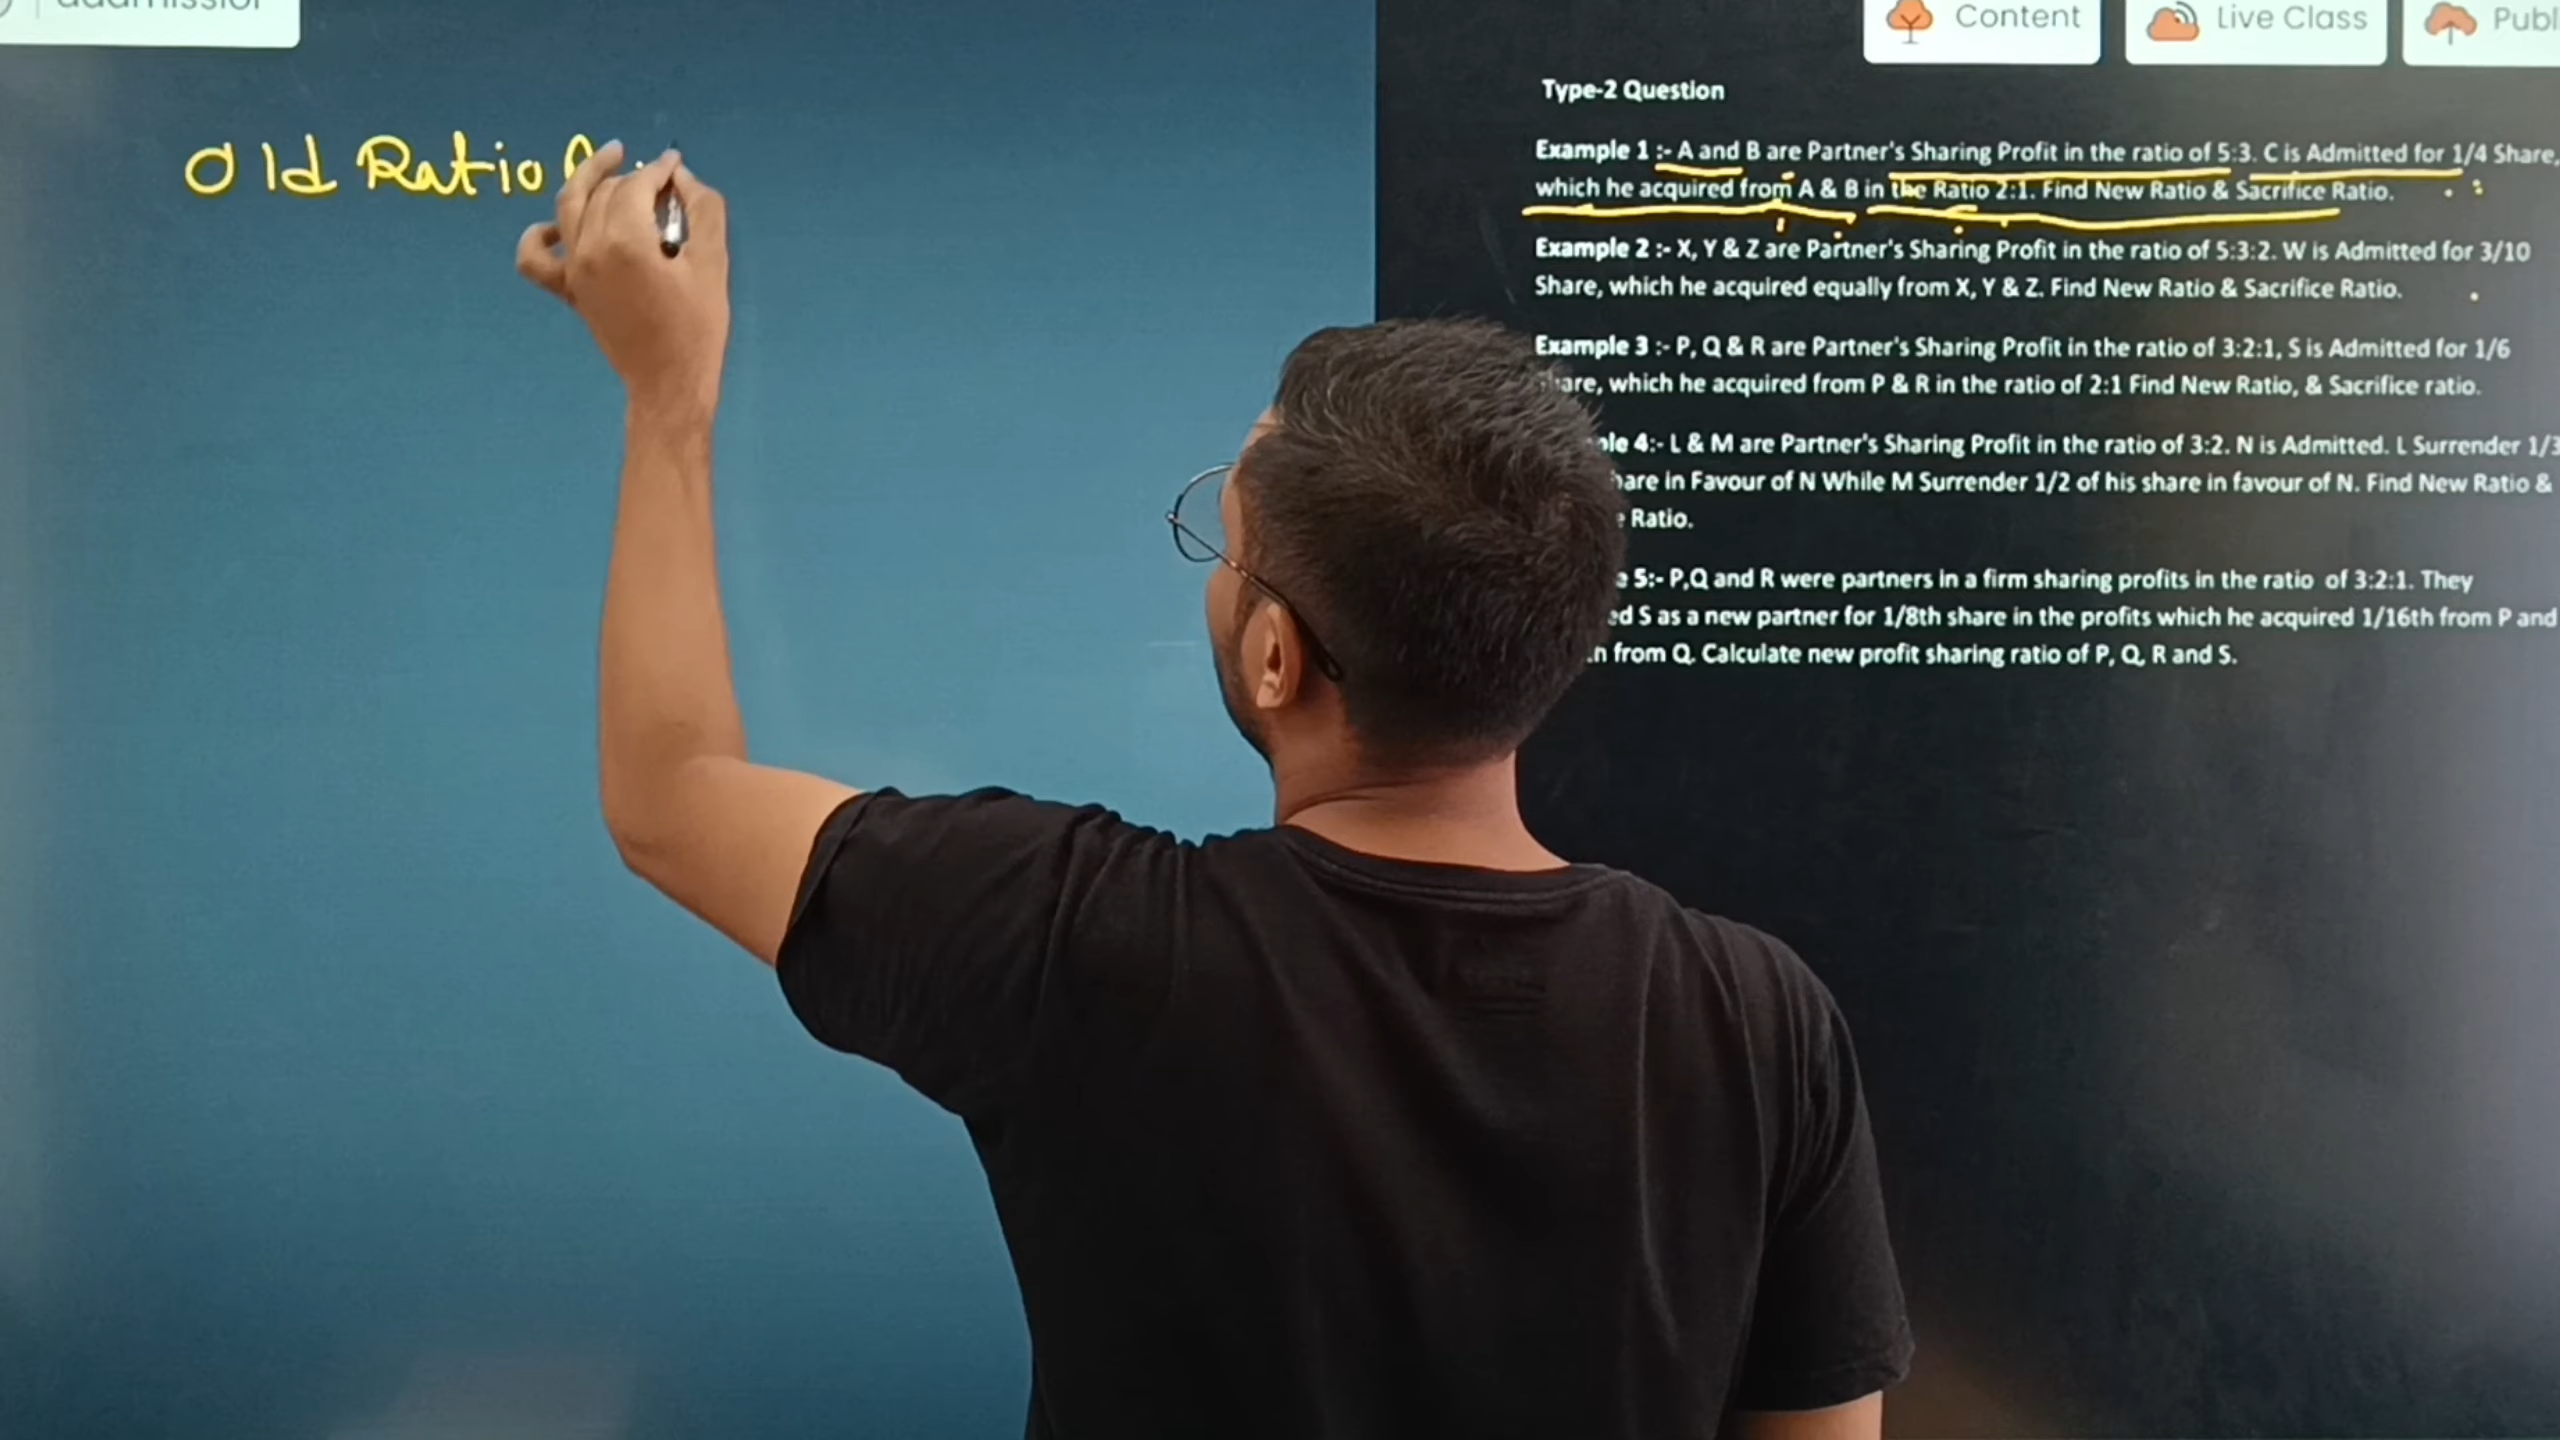 Content
Live Class
Old Ratio
Type-2 Question
Example 1 :- A and B are Partner's Sharing Profit in the ratio of 5:3. C is Admitted for 1/4 Share,
which he acquired from A & B in the Ratio 2:1. Find New Ratio & Sacrifice Ratio.
Example 2 :- X, Y & Z are Partner's Sharing Profit in the ratio of 5:3:2. W is Admitted for 3/10
Share, which he acquired equally from X, Y & Z. Find New Ratio & Sacrifice Ratio.
Example 3 :- P, Q & R are Partner's Sharing Profit in the ratio of 3:2:1, S is Admitted for 1/6
which he acquired from P & R in the ratio of 2:1 Find New Ratio, & Sacrifice ratio.
4:- L & M are Partner's Sharing Profit in the ratio of 3:2. N is Admitted. L Surrender 1/3
in Favour of N While M Surrender 1/2 of his share in favour of N. Find New Ratio &
Ratio.
5:- P,Q and R were partners in a firm sharing profits in the ratio of 3:2:1. They
S as a new partner for 1/8th share in the profits which he acquired 1/16th from P and
from Q. Calculate new profit sharing ratio of P, Q, R and S.